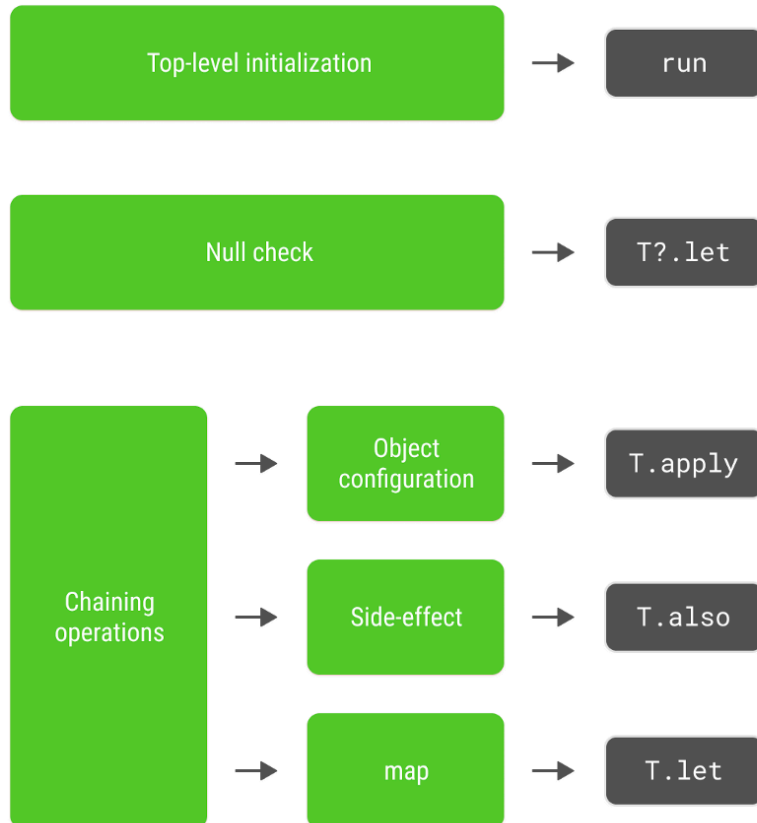 Top-level initialization
run
Null check
T?.let
Chaining
operations
Object
configuration
T.apply
Side-effect
T.also
map
T.let